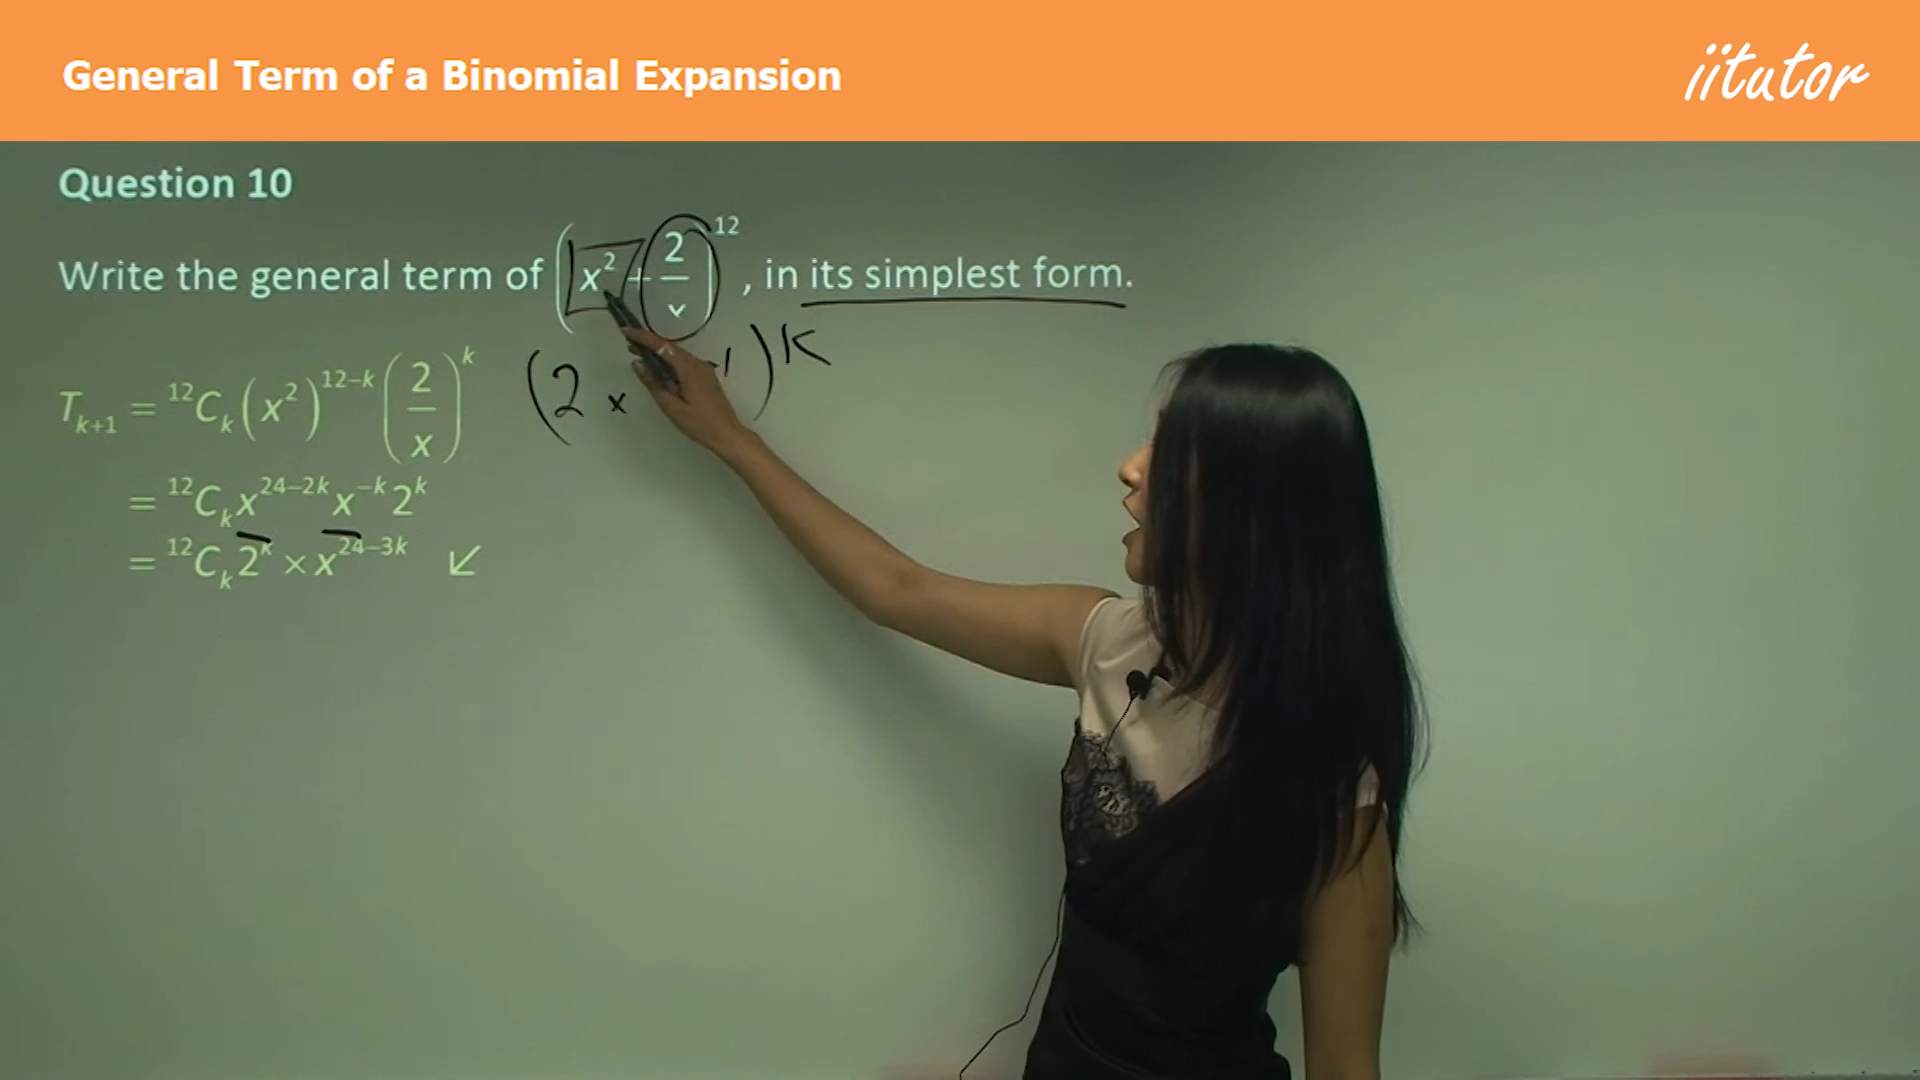 General Term of a Binomial Expansion
iitutor
Question 10
Write the general term of (x² + 2/x)¹², in its simplest form.
(2 × ⁻¹)ᴷ
Tₖ₊₁ = ¹²Cₖ(x²)¹²⁻ᵏ(2/x)ᵏ
= ¹²Cₖx²⁴⁻²ᵏx⁻ᵏ2ᵏ
= ¹²Cₖ2ᵏ × x²⁴⁻³ᵏ ↙